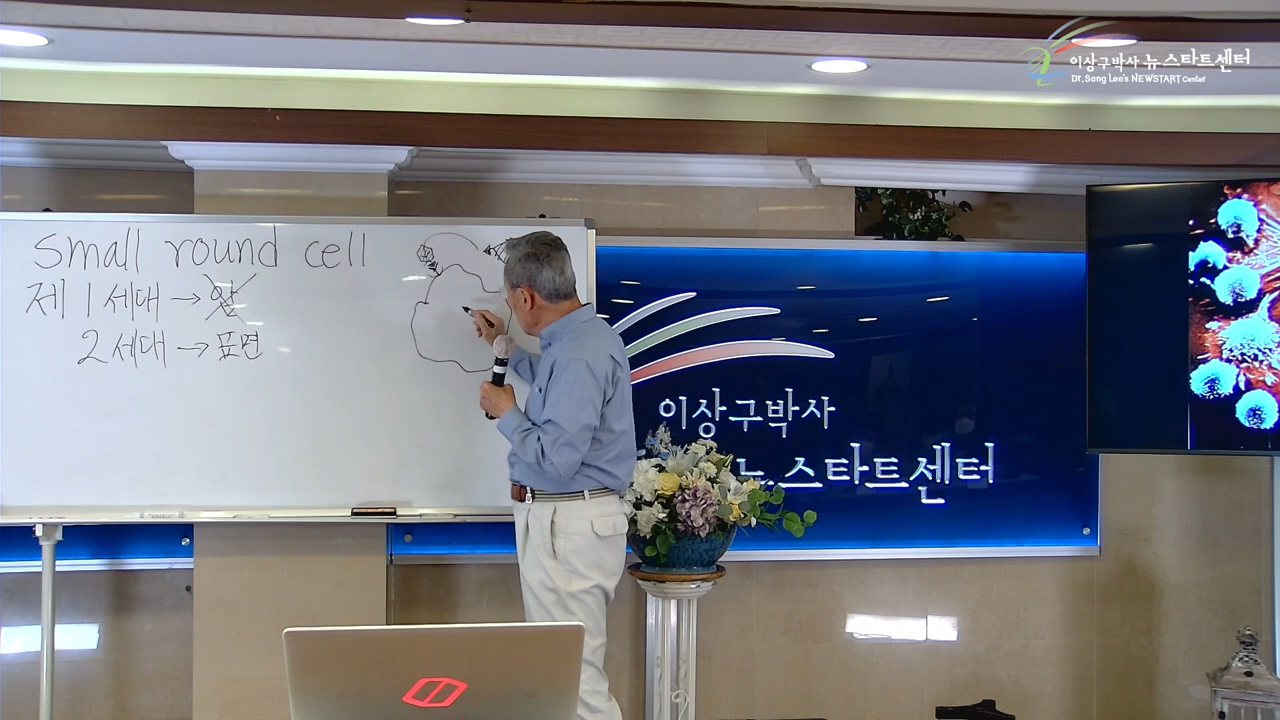 이상구박사 뉴스타트센터
Dr. Sang Lee's NEWSTART Center
small round cell
제 1 세대 →
2 세대 → 표면
이상구박사
뉴스타트센터